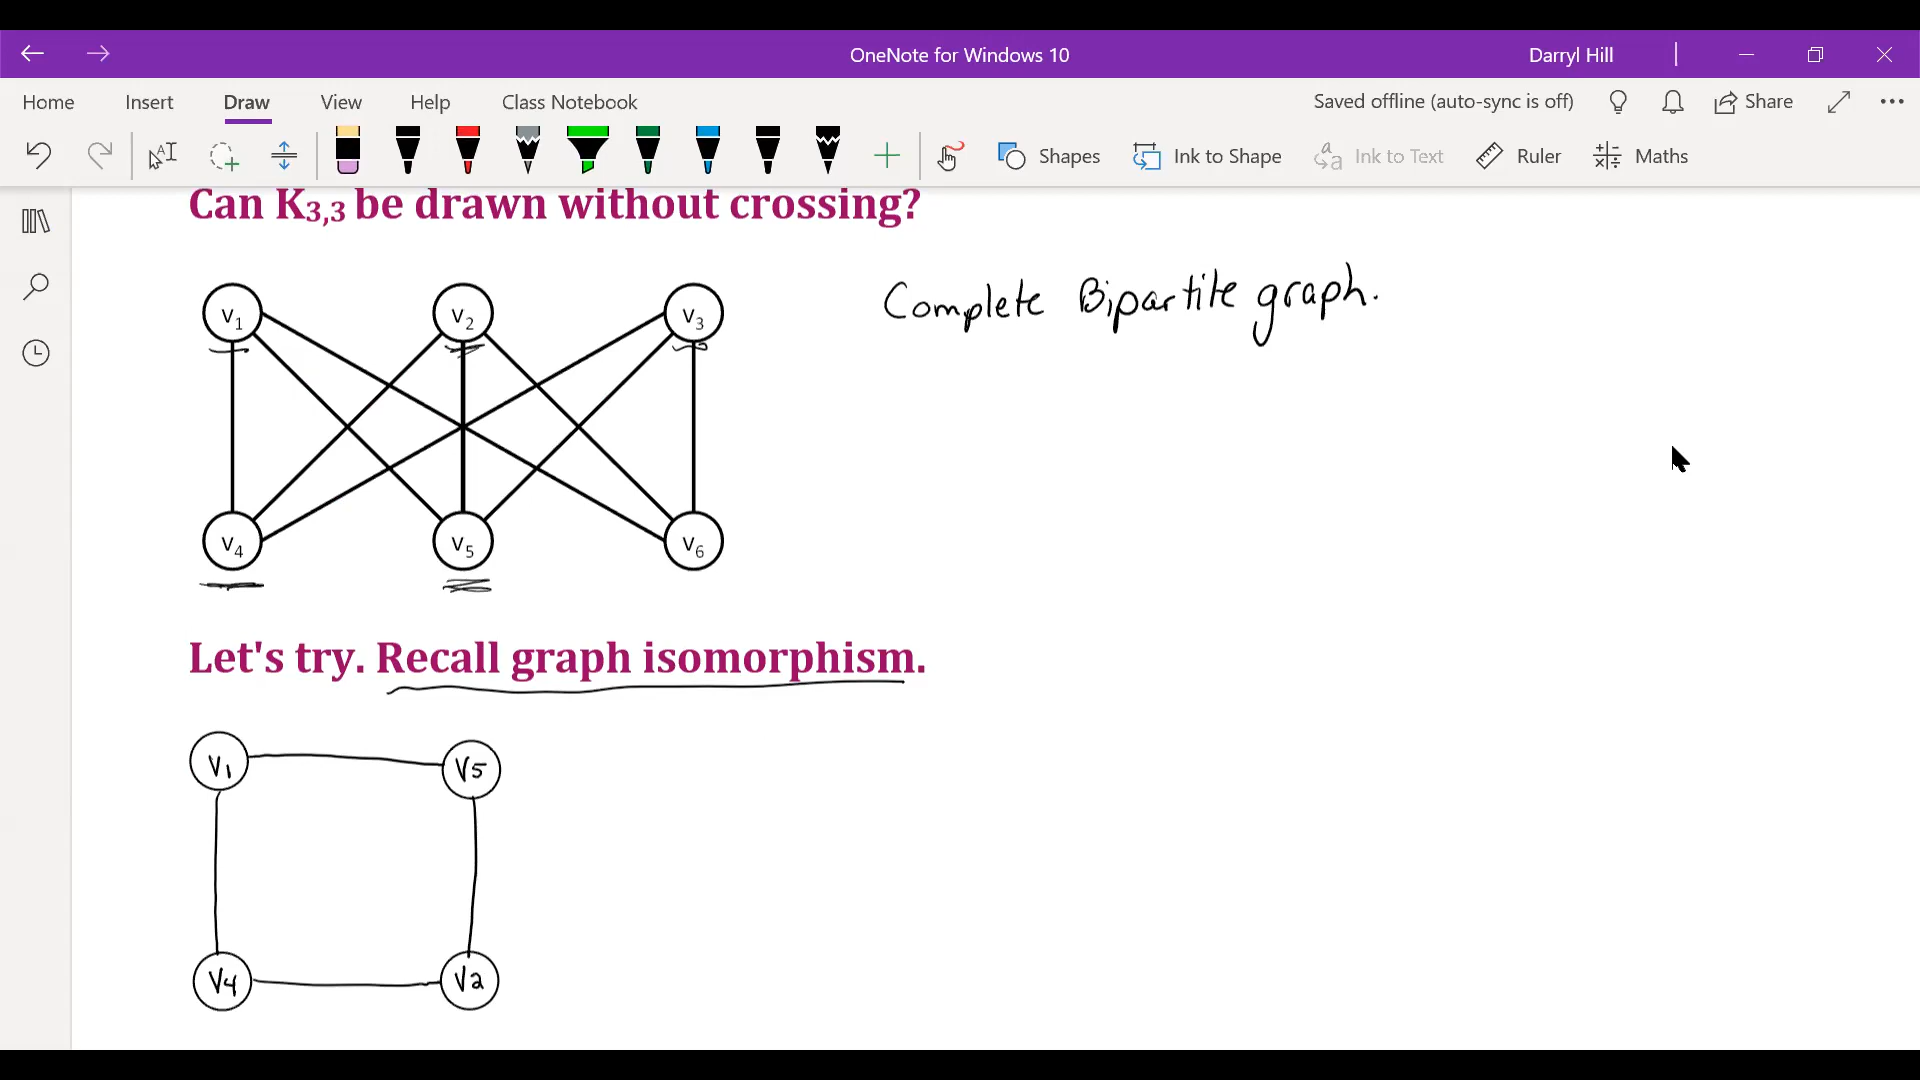 OneNote for Windows 10
Darryl Hill
Home Insert Draw View Help Class Notebook
Saved offline (auto-sync is off) Share
Shapes Ink to Shape Ink to Text Ruler Maths
Can K3,3 be drawn without crossing?
Complete Bipartite graph.
v1 v2 v3
v4 v5 v6
Let's try. Recall graph isomorphism.
V1 V5
V4 V2